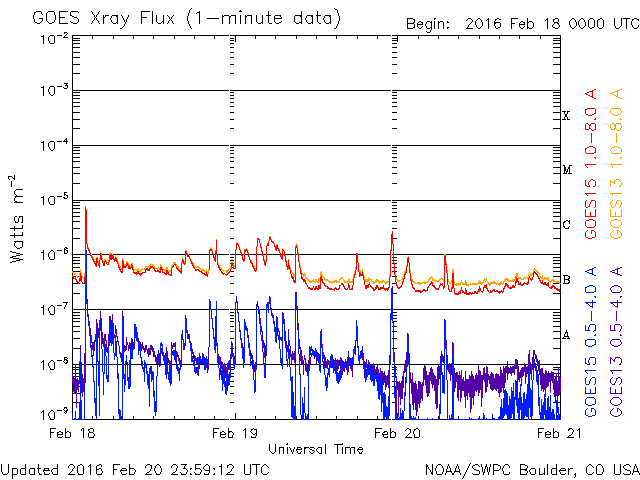 GOES Xray Flux (1-minute data)
Begin: 2016 Feb 18 0000 UTC
10-2
10-3
10-4
10-5
10-6
10-7
10-8
10-9
Watts m-2
X
M
C
B
A
GOES15 1.0-8.0 A
GOES13 1.0-8.0 A
GOES15 0.5-4.0 A
GOES13 0.5-4.0 A
Feb 18
Feb 19
Feb 20
Feb 21
Universal Time
Updated 2016 Feb 20 23:59:12 UTC
NOAA/SWPC Boulder, CO USA